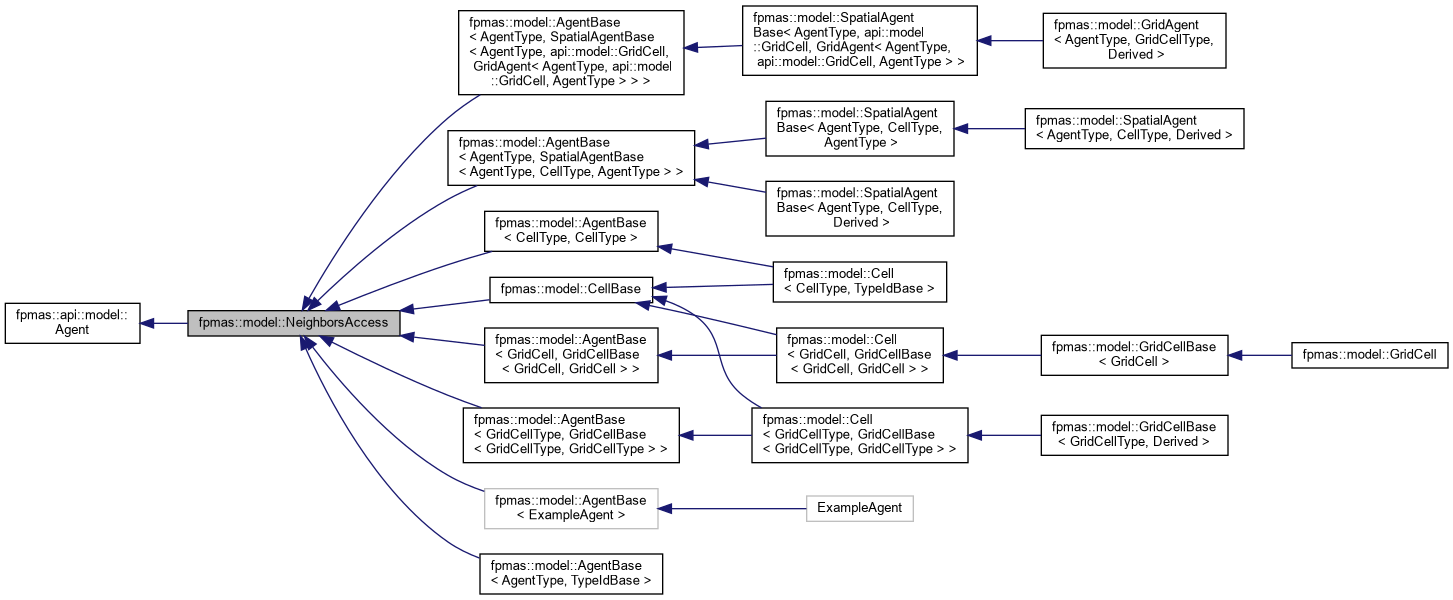 fpmas::api::model::
Agent
fpmas::model::NeighborsAccess
fpmas::model::AgentBase
< AgentType, SpatialAgentBase
< AgentType, api::model::GridCell,
GridAgent< AgentType, api::model
::GridCell, AgentType > > >
fpmas::model::SpatialAgent
Base< AgentType, api::model
::GridCell, GridAgent< AgentType,
api::model::GridCell, AgentType > >
fpmas::model::GridAgent
< AgentType, GridCellType,
Derived >
fpmas::model::AgentBase
< AgentType, SpatialAgentBase
< AgentType, CellType, AgentType > >
fpmas::model::SpatialAgent
Base< AgentType, CellType,
AgentType >
fpmas::model::SpatialAgent
< AgentType, CellType, Derived >
fpmas::model::SpatialAgent
Base< AgentType, CellType,
Derived >
fpmas::model::AgentBase
< CellType, CellType >
fpmas::model::CellBase
fpmas::model::Cell
< CellType, TypeIdBase >
fpmas::model::AgentBase
< GridCell, GridCellBase
< GridCell, GridCell > >
fpmas::model::Cell
< GridCell, GridCellBase
< GridCell, GridCell > >
fpmas::model::GridCellBase
< GridCell >
fpmas::model::GridCell
fpmas::model::AgentBase
< GridCellType, GridCellBase
< GridCellType, GridCellType > >
fpmas::model::Cell
< GridCellType, GridCellBase
< GridCellType, GridCellType > >
fpmas::model::GridCellBase
< GridCellType, Derived >
fpmas::model::AgentBase
< ExampleAgent >
ExampleAgent
fpmas::model::AgentBase
< AgentType, TypeIdBase >